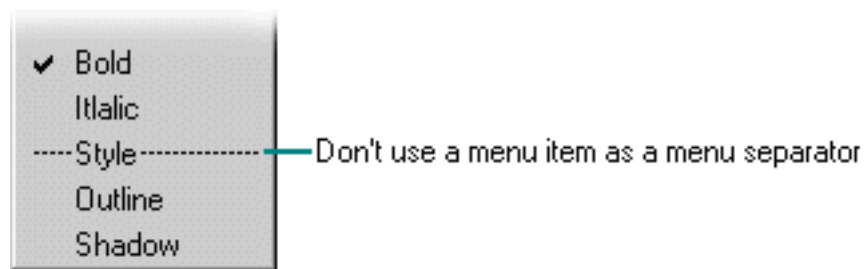 ✔ Bold
Itlalic
-----Style-------------- Don't use a menu item as a menu separator
Outline
Shadow